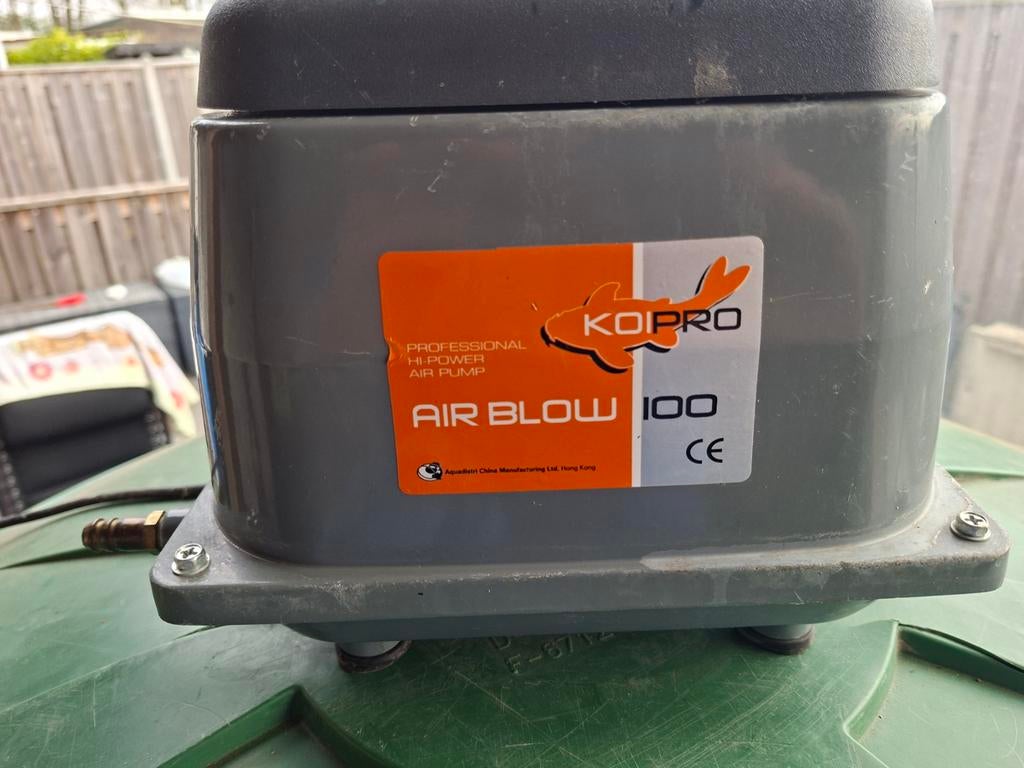 KOIPRO
PROFESSIONAL
HI-POWER
AIR PUMP
AIR BLOW 100
CE
Aquadistri China Manufacturing Ltd. Hong Kong